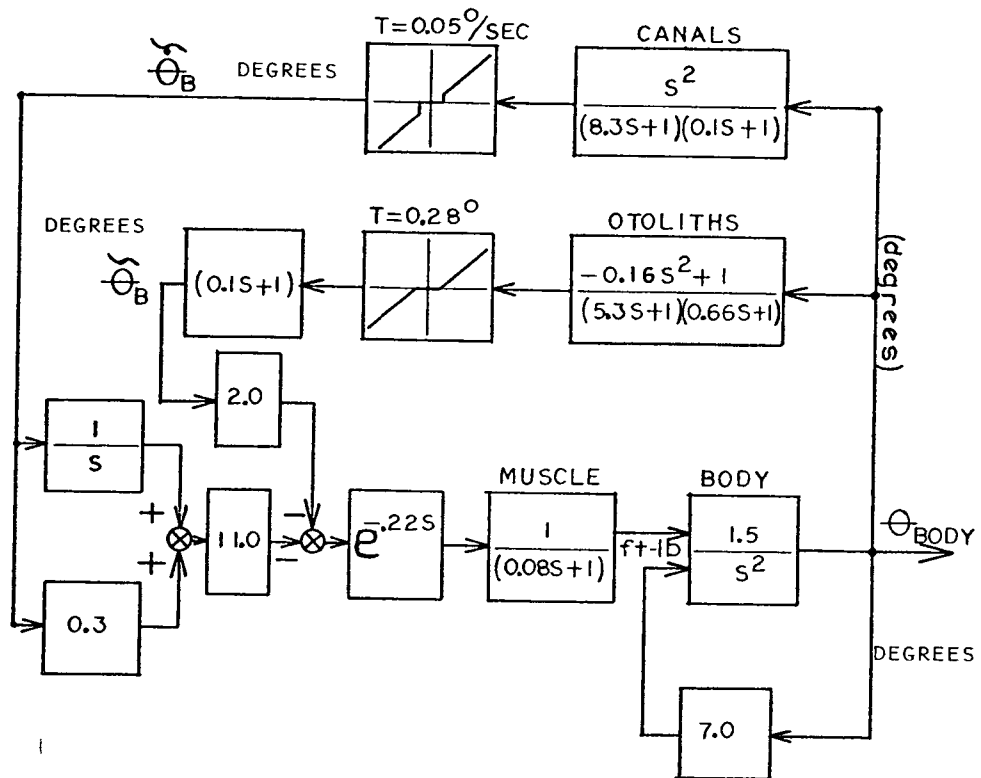 T=0.05°/SEC
CANALS
S²
(8.3S+1)(0.1S+1)
Θ̃B
DEGREES
T=0.28°
OTOLITHS
-0.16S²+1
(5.3S+1)(0.66S+1)
DEGREES
Θ̃B
(0.1S+1)
(degrees)
2.0
1
S
+
+
0.3
11.0
−
−
e^-.22S
MUSCLE
1
(0.08S+1)
ft-lb
BODY
1.5
S²
ΘBODY
DEGREES
7.0